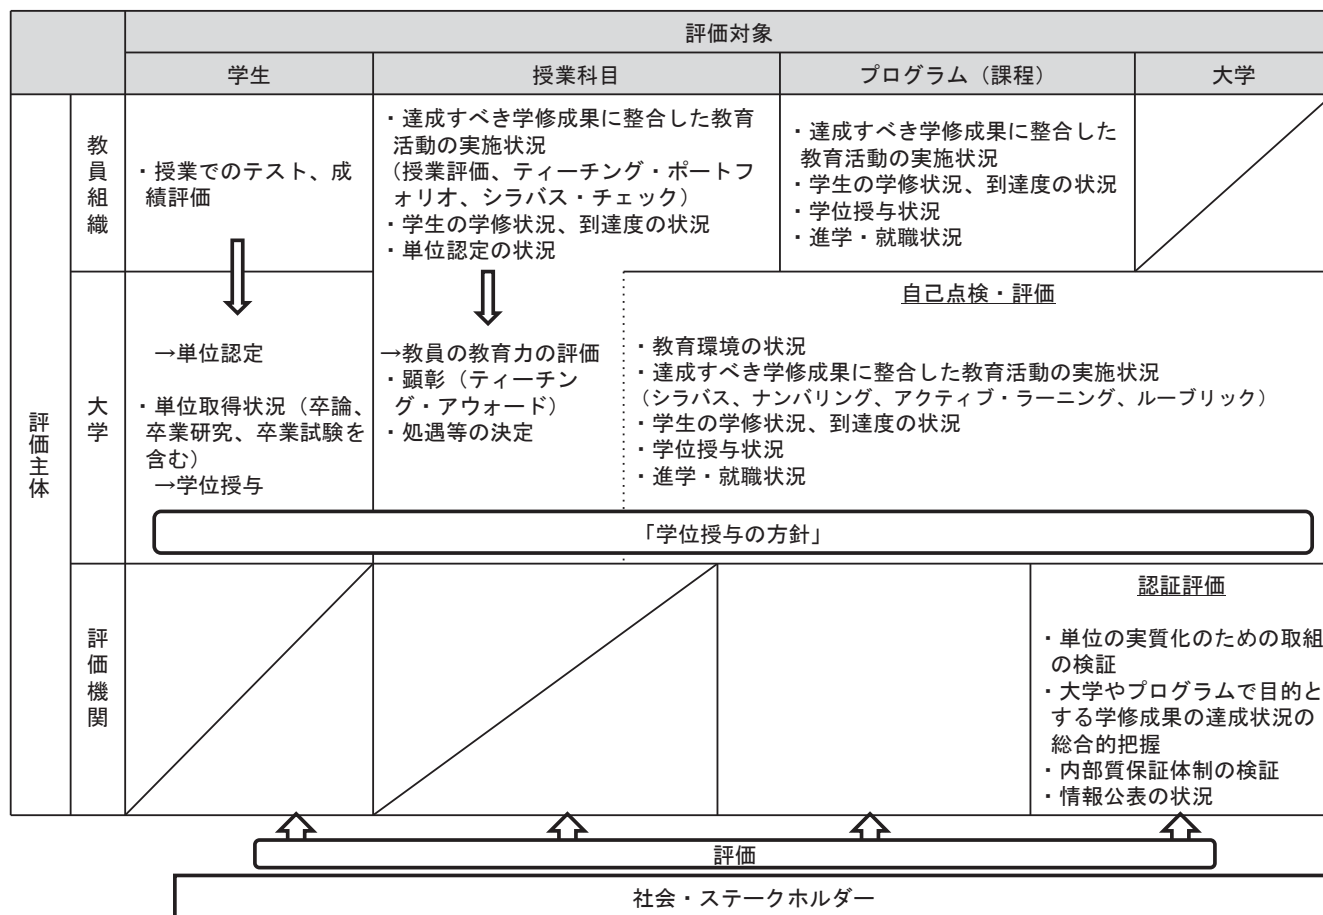 評価対象
学生
授業科目
プログラム（課程）
大学
評価主体
教員組織
・授業でのテスト、成
績評価
・達成すべき学修成果に整合した教育
活動の実施状況
（授業評価、ティーチング・ポートフ
ォリオ、シラバス・チェック）
・学生の学修状況、到達度の状況
・単位認定の状況
・達成すべき学修成果に整合した
教育活動の実施状況
・学生の学修状況、到達度の状況
・学位授与状況
・進学・就職状況
大学
→単位認定
・単位取得状況（卒論、
卒業研究、卒業試験を
含む）
→学位授与
→教員の教育力の評価
・顕彰（ティーチン
グ・アウォード）
・処遇等の決定
自己点検・評価
・教育環境の状況
・達成すべき学修成果に整合した教育活動の実施状況
（シラバス、ナンバリング、アクティブ・ラーニング、ルーブリック）
・学生の学修状況、到達度の状況
・学位授与状況
・進学・就職状況
「学位授与の方針」
評価機関
認証評価
・単位の実質化のための取組
の検証
・大学やプログラムで目的と
する学修成果の達成状況の
総合的把握
・内部質保証体制の検証
・情報公表の状況
評価
社会・ステークホルダー